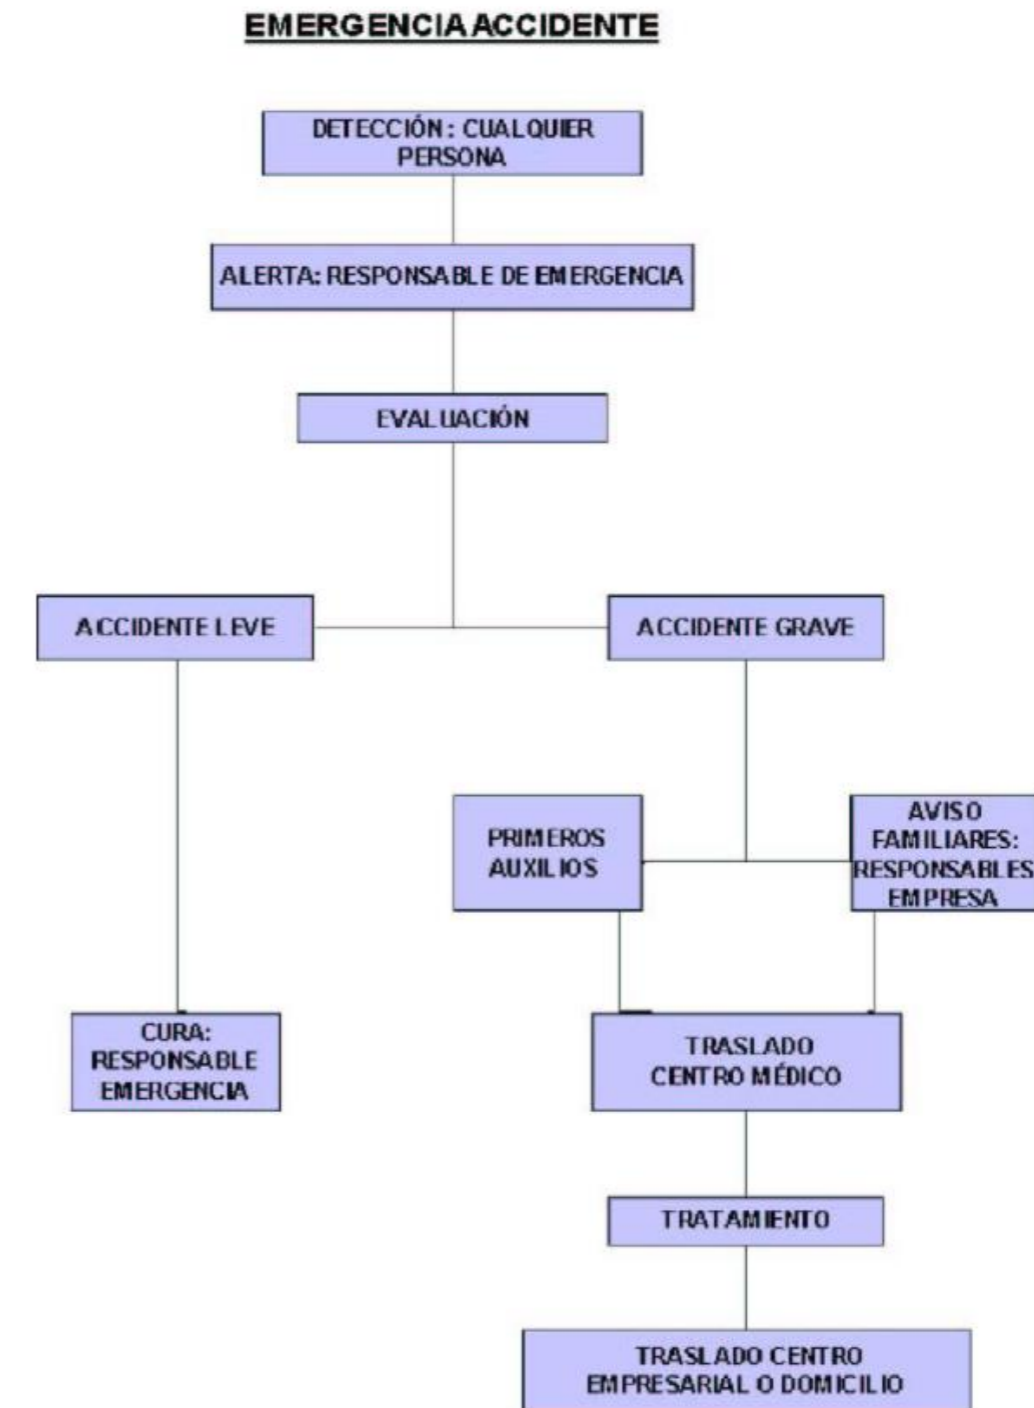 EMERGENCIA ACCIDENTE
DETECCIÓN : CUALQUIER
PERSONA
ALERTA: RESPONSABLE DE EMERGENCIA
EVALUACIÓN
ACCIDENTE LEVE
ACCIDENTE GRAVE
PRIMEROS
AUXILIOS
AVISO
FAMILIARES:
RESPONSABLES
EMPRESA
CURA:
RESPONSABLE
EMERGENCIA
TRASLADO
CENTRO MÉDICO
TRATAMIENTO
TRASLADO CENTRO
EMPRESARIAL O DOMICILIO